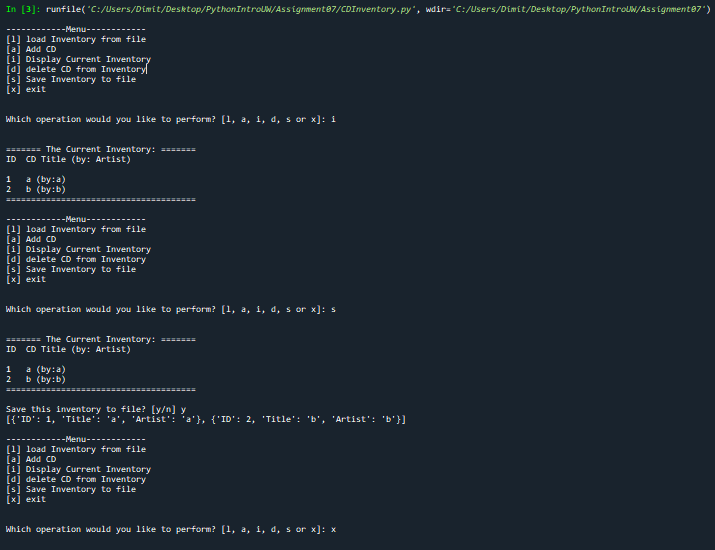 In [3]: runfile('C:/Users/Dimit/Desktop/PythonIntroUW/Assignment07/CDInventory.py', wdir='C:/Users/Dimit/Desktop/PythonIntroUW/Assignment07')
------------Menu------------
[l] load Inventory from file
[a] Add CD
[i] Display Current Inventory
[d] delete CD from Inventory
[s] Save Inventory to file
[x] exit
Which operation would you like to perform? [l, a, i, d, s or x]: i
======= The Current Inventory: =======
ID  CD Title (by: Artist)
1   a (by:a)
2   b (by:b)
======================================
------------Menu------------
[l] load Inventory from file
[a] Add CD
[i] Display Current Inventory
[d] delete CD from Inventory
[s] Save Inventory to file
[x] exit
Which operation would you like to perform? [l, a, i, d, s or x]: s
======= The Current Inventory: =======
ID  CD Title (by: Artist)
1   a (by:a)
2   b (by:b)
======================================
Save this inventory to file? [y/n] y
[{'ID': 1, 'Title': 'a', 'Artist': 'a'}, {'ID': 2, 'Title': 'b', 'Artist': 'b'}]
------------Menu------------
[l] load Inventory from file
[a] Add CD
[i] Display Current Inventory
[d] delete CD from Inventory
[s] Save Inventory to file
[x] exit
Which operation would you like to perform? [l, a, i, d, s or x]: x